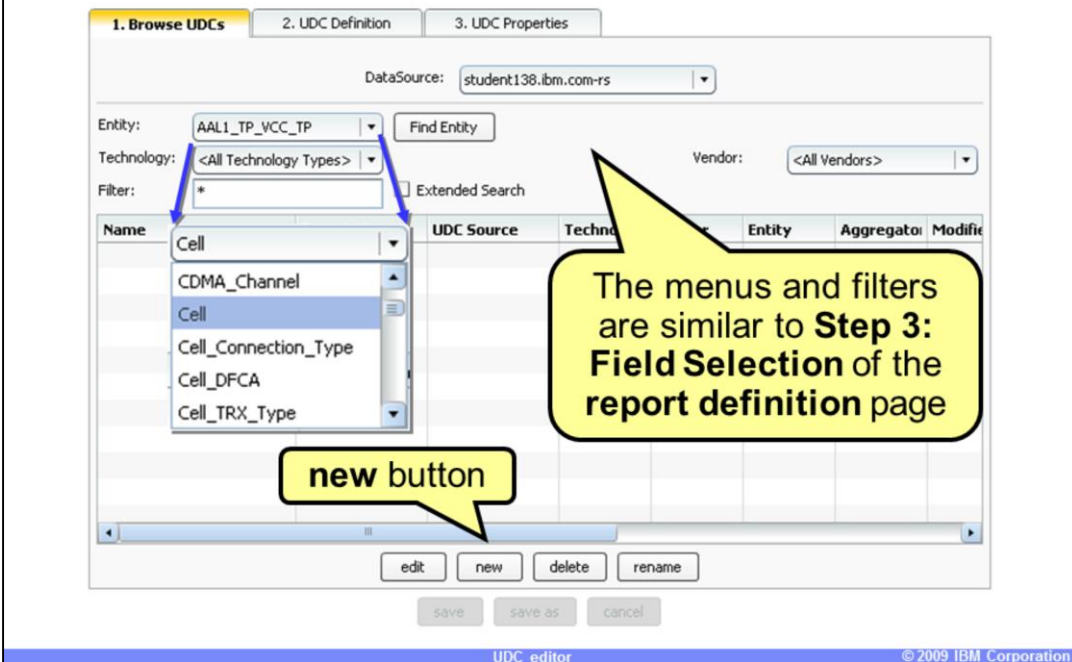 1. Browse UDCs 2. UDC Definition 3. UDC Properties
DataSource: student138.ibm.com-rs
Entity: AAL1_TP_VCC_TP Find Entity
Technology: <All Technology Types> Vendor: <All Vendors>
Filter: * Extended Search
Name UDC Source Entity Modifie
Cell
CDMA_Channel
Cell
Cell_Connection_Type
Cell_DFCA
Cell_TRX_Type
The menus and filters
are similar to Step 3:
Field Selection of the
report definition page
new button
edit new delete rename
save save as cancel
UDC editor © 2009 IBM Corporation